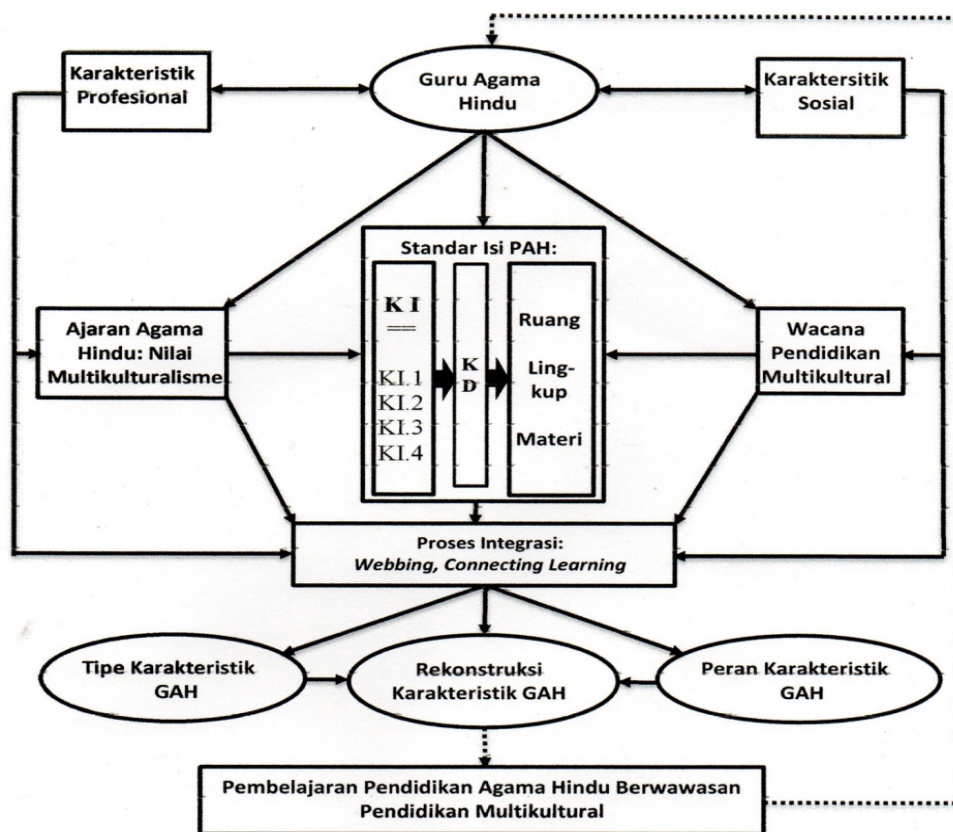 Karakteristik
Profesional
Guru Agama
Hindu
Karaktersitik
Sosial
Standar Isi PAH:
Ajaran Agama
Hindu: Nilai
Multikulturalisme
K I
==
KI.1
KI.2
KI.3
KI.4
K
D
Ruang
Ling-
kup
Materi
Wacana
Pendidikan
Multikultural
Proses Integrasi:
Webbing, Connecting Learning
Tipe Karakteristik
GAH
Rekonstruksi
Karakteristik GAH
Peran Karakteristik
GAH
Pembelajaran Pendidikan Agama Hindu Berwawasan
Pendidikan Multikultural